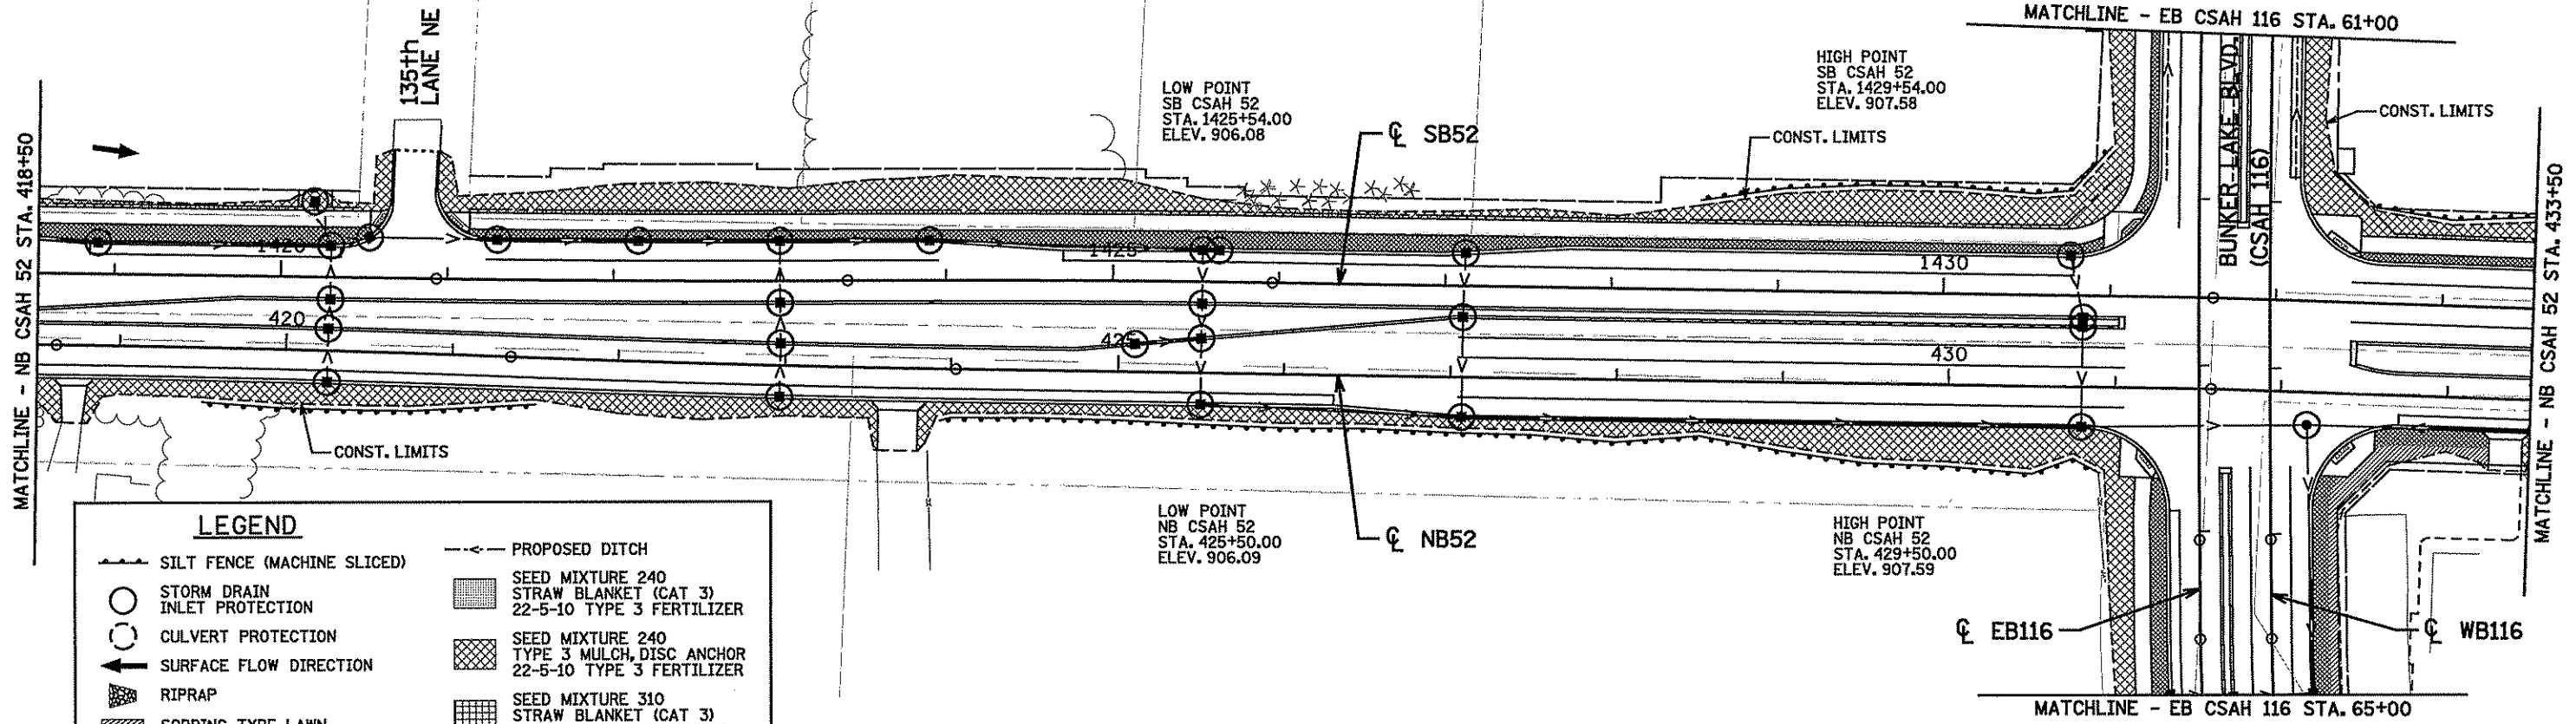 MATCHLINE - EB CSAH 116 STA. 61+00
135th
LANE NE
LOW POINT
SB CSAH 52
STA. 1425+54.00
ELEV. 906.08
HIGH POINT
SB CSAH 52
STA. 1429+54.00
ELEV. 907.58
℄ SB52
CONST. LIMITS
BUNKER LAKE BLVD.
(CSAH 116)
CONST. LIMITS
MATCHLINE - NB CSAH 52 STA. 418+50
MATCHLINE - NB CSAH 52 STA. 433+50
1420
1425
1430
420
425
430
CONST. LIMITS
LOW POINT
NB CSAH 52
STA. 425+50.00
ELEV. 906.09
℄ NB52
HIGH POINT
NB CSAH 52
STA. 429+50.00
ELEV. 907.59
℄ EB116
℄ WB116
MATCHLINE - EB CSAH 116 STA. 65+00
LEGEND
SILT FENCE (MACHINE SLICED)
STORM DRAIN
INLET PROTECTION
CULVERT PROTECTION
SURFACE FLOW DIRECTION
RIPRAP
SODDING TYPE LAWN
PROPOSED DITCH
SEED MIXTURE 240
STRAW BLANKET (CAT 3)
22-5-10 TYPE 3 FERTILIZER
SEED MIXTURE 240
TYPE 3 MULCH, DISC ANCHOR
22-5-10 TYPE 3 FERTILIZER
SEED MIXTURE 310
STRAW BLANKET (CAT 3)